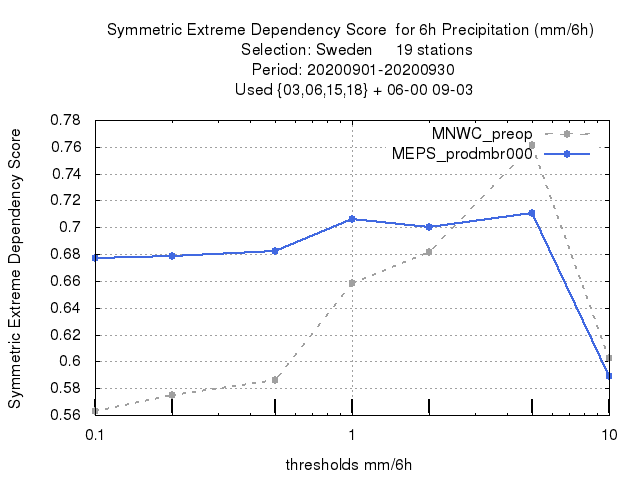 Symmetric Extreme Dependency Score  for 6h Precipitation (mm/6h)
Selection: Sweden     19 stations
Period: 20200901-20200930
Used {03,06,15,18} + 06-00 09-03
MNWC_preop
MEPS_prodmbr000
Symmetric Extreme Dependency Score
0.78
0.76
0.74
0.72
0.7
0.68
0.66
0.64
0.62
0.6
0.58
0.56
0.1
1
10
thresholds mm/6h